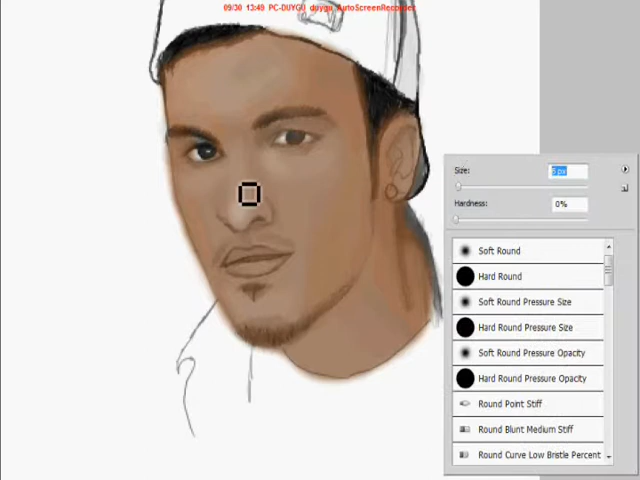 09/30 13:49 PC-DUYGU duygu AutoScreenRecorder
Size:
Hardness:
0%
Soft Round
Hard Round
Soft Round Pressure Size
Hard Round Pressure Size
Soft Round Pressure Opacity
Hard Round Pressure Opacity
Round Point Stiff
Round Blunt Medium Stiff
Round Curve Low Bristle Percent